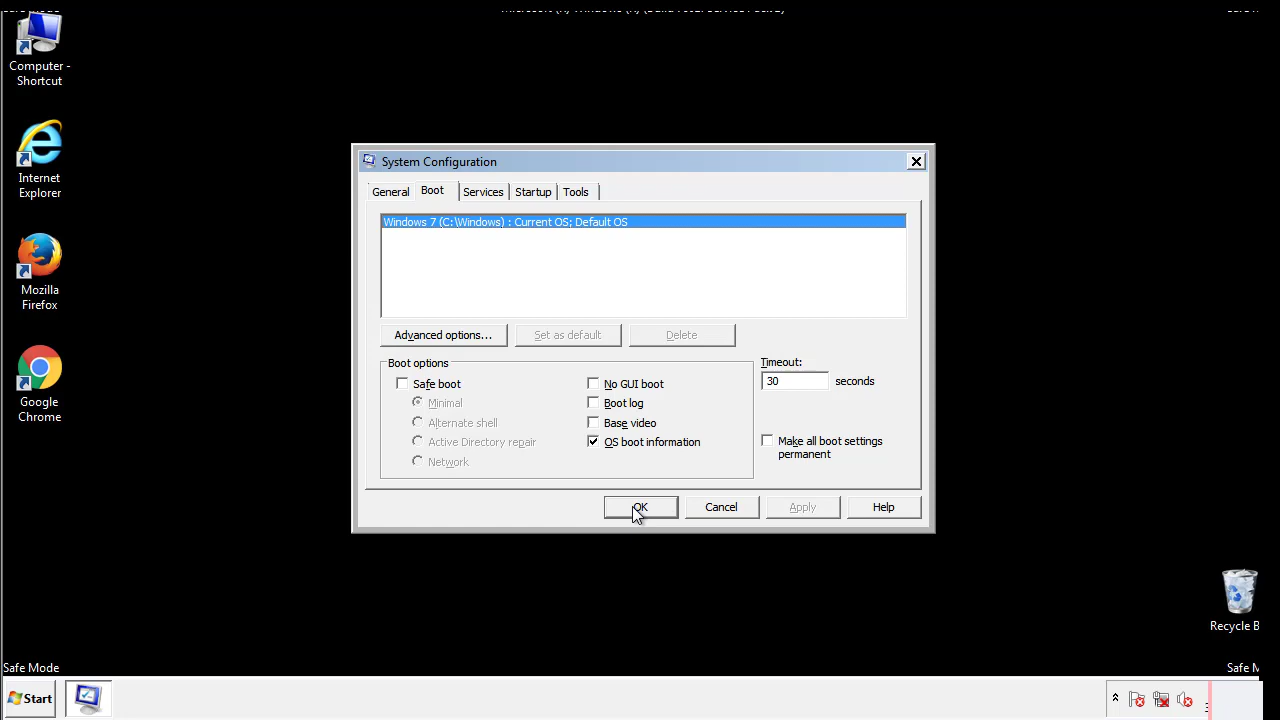 Computer -
Shortcut
Internet
Explorer
Mozilla
Firefox
Google
Chrome
System Configuration
General
Boot
Services
Startup
Tools
Windows 7 (C:\Windows) : Current OS; Default OS
Advanced options...
Set as default
Delete
Boot options
Safe boot
Minimal
Alternate shell
Active Directory repair
Network
No GUI boot
Boot log
Base video
OS boot information
Timeout:
30 seconds
Make all boot settings
permanent
OK
Cancel
Apply
Help
Recycle B
Safe Mode
Safe M
Start